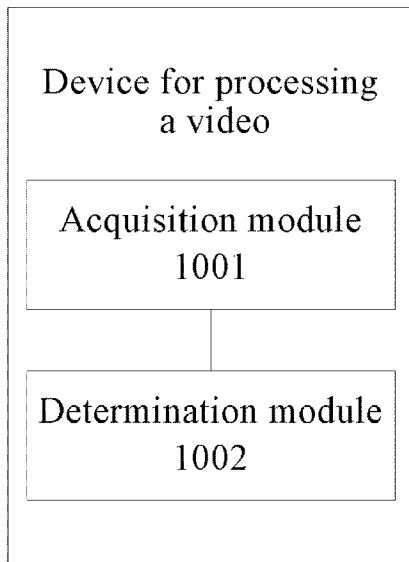 Device for processing
a video
Acquisition module
1001
Determination module
1002